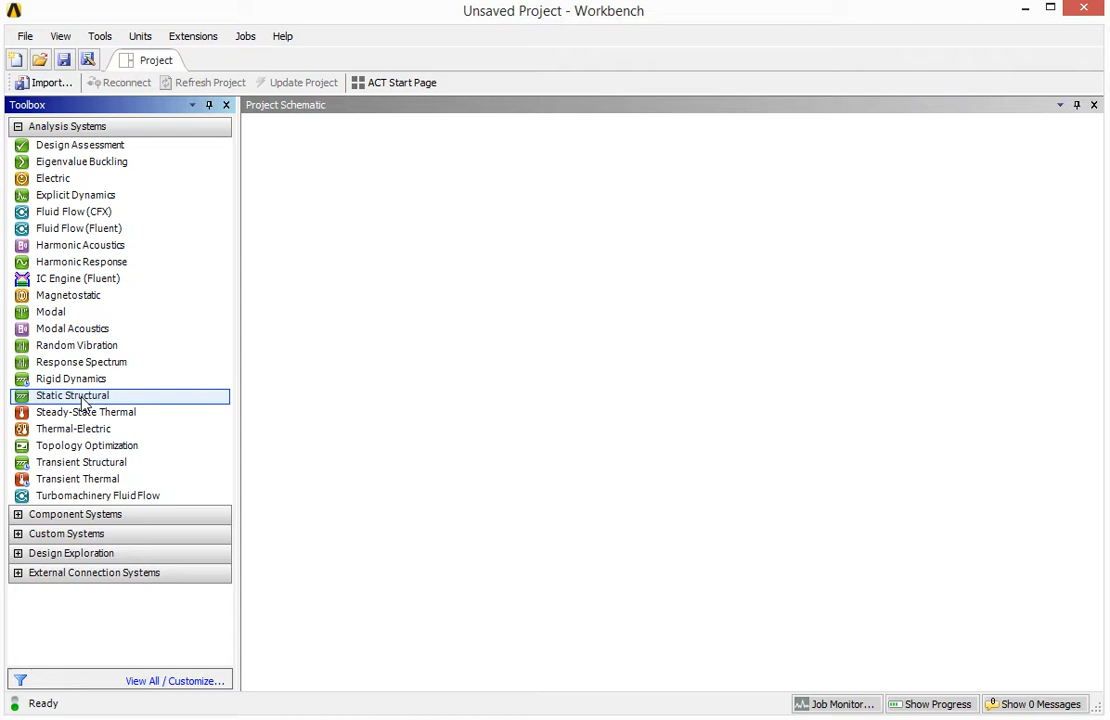 Unsaved Project - Workbench
File View Tools Units Extensions Jobs Help
Project
Import... Reconnect Refresh Project Update Project ACT Start Page
Toolbox
Project Schematic
Analysis Systems
Design Assessment
Eigenvalue Buckling
Electric
Explicit Dynamics
Fluid Flow (CFX)
Fluid Flow (Fluent)
Harmonic Acoustics
Harmonic Response
IC Engine (Fluent)
Magnetostatic
Modal
Modal Acoustics
Random Vibration
Response Spectrum
Rigid Dynamics
Static Structural
Steady-State Thermal
Thermal-Electric
Topology Optimization
Transient Structural
Transient Thermal
Turbomachinery Fluid Flow
Component Systems
Custom Systems
Design Exploration
External Connection Systems
View All / Customize...
Ready
Job Monitor... Show Progress 0 Show 0 Messages